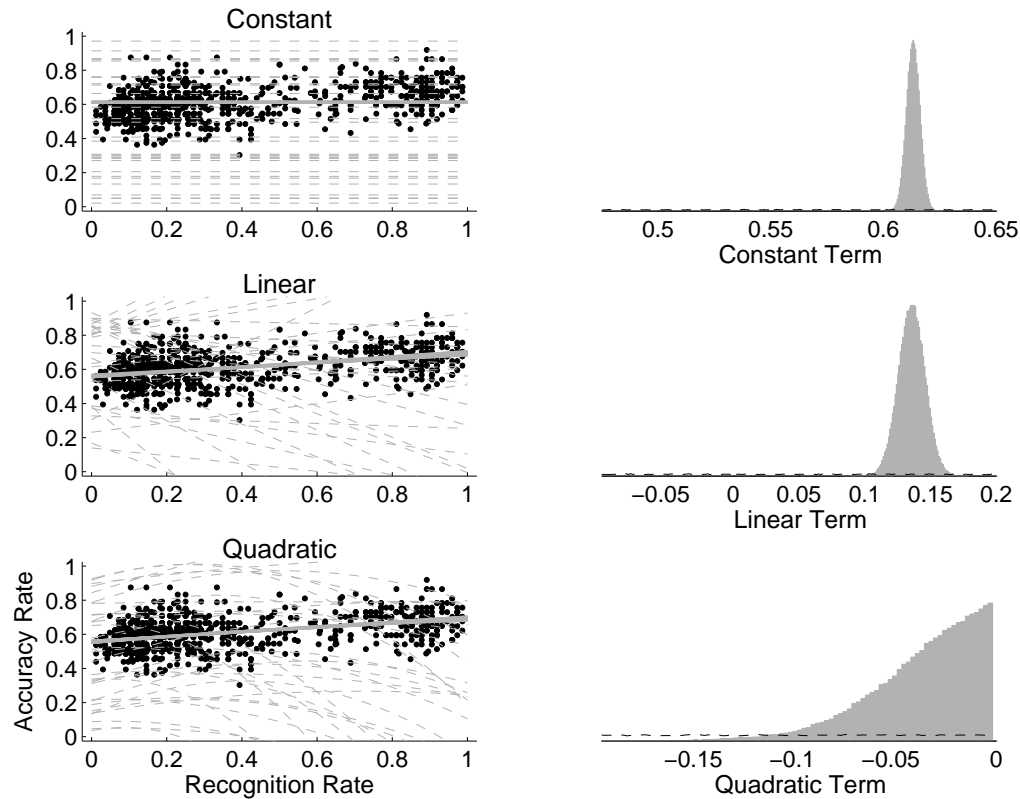 Constant
1
0.8
0.6
0.4
0.2
0
0 0.2 0.4 0.6 0.8 1
0.5 0.55 0.6 0.65
Constant Term
Linear
1
0.8
0.6
0.4
0.2
0
0 0.2 0.4 0.6 0.8 1
−0.05 0 0.05 0.1 0.15 0.2
Linear Term
Quadratic
1
0.8
0.6
0.4
0.2
0
Accuracy Rate
0 0.2 0.4 0.6 0.8 1
Recognition Rate
−0.15 −0.1 −0.05 0
Quadratic Term